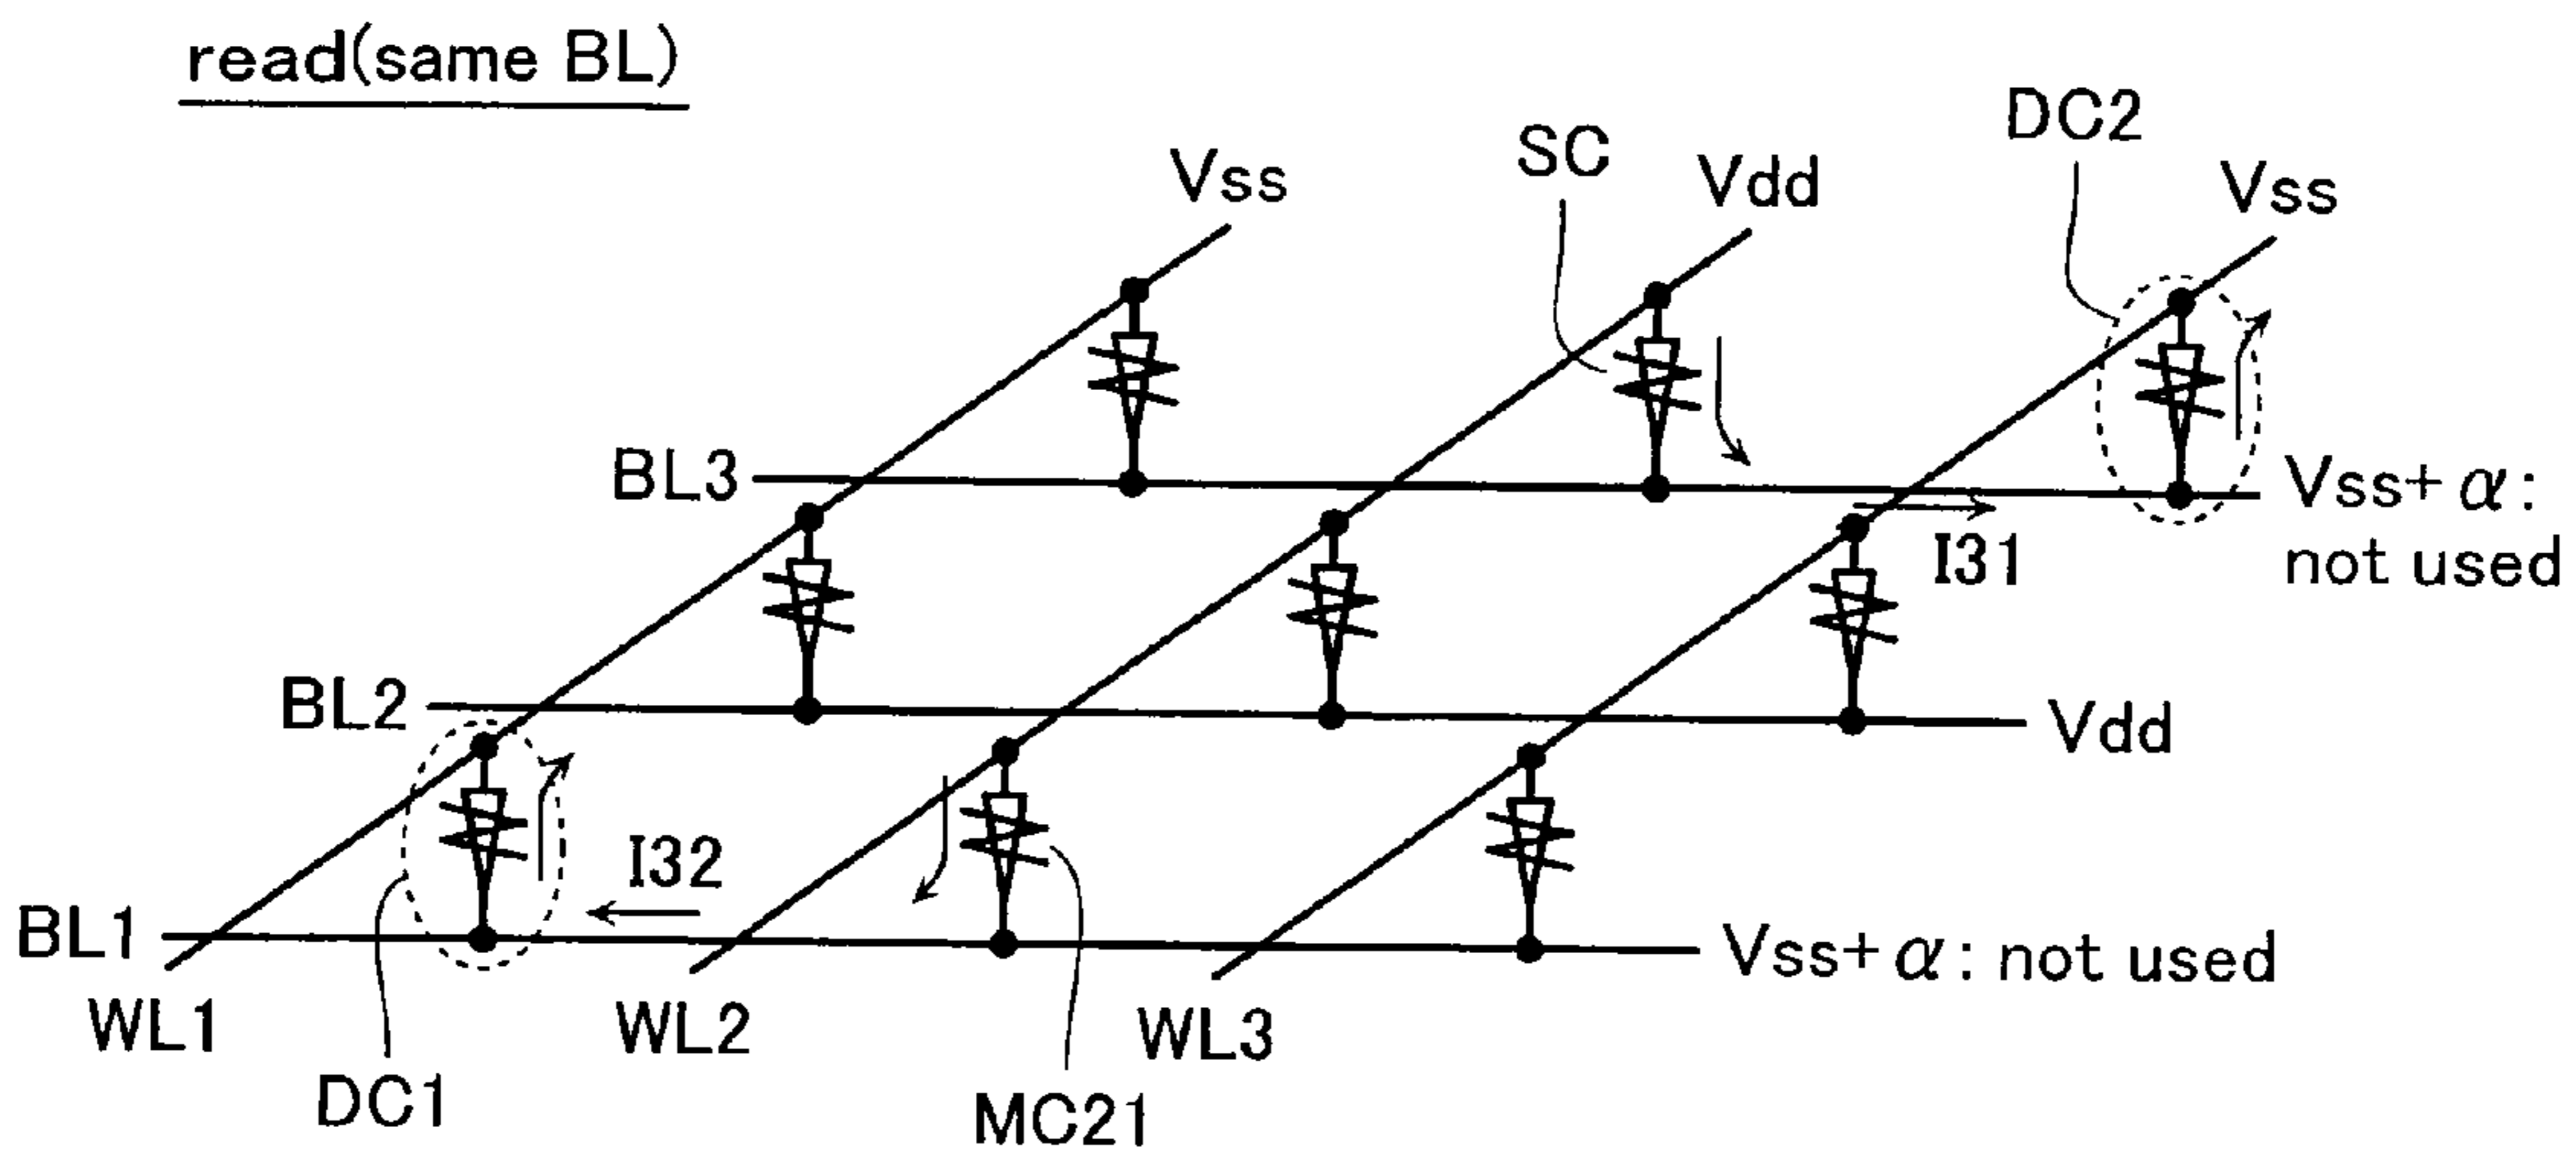 read(same BL)
DC2
SC
Vss
Vdd
Vss
BL3
Vss+α:
not used
I31
BL2
Vdd
I32
BL1
Vss+α: not used
WL1
WL2
WL3
DC1
MC21